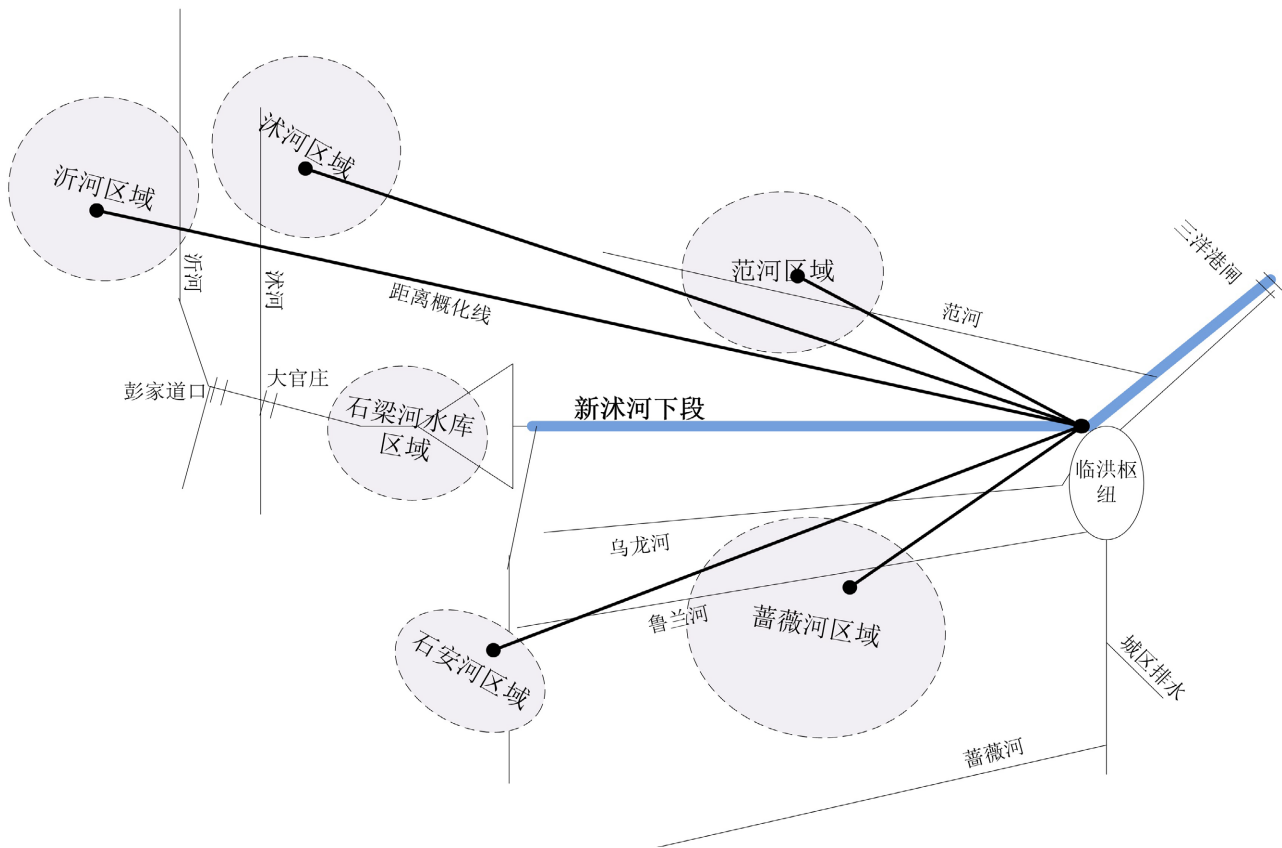 沭河区域
沂河区域
三洋港闸
沂河
沭河
范河区域
距离概化线
范河
彭家道口
大官庄
石梁河水库
区域
新沭河下段
临洪枢
纽
乌龙河
鲁兰河
蔷薇河区域
石安河区域
城区排水
蔷薇河